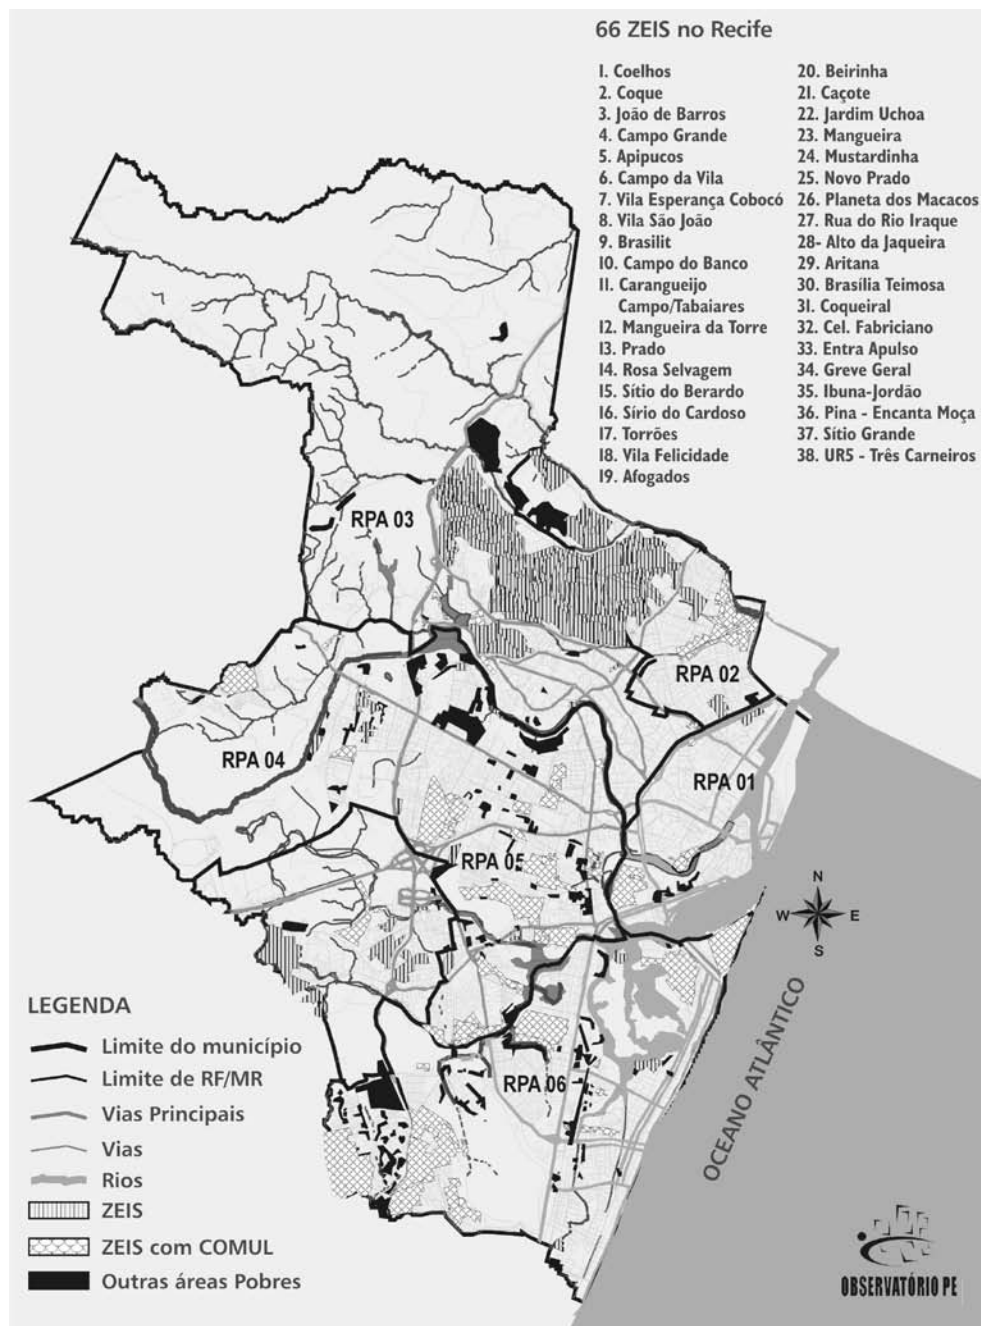 66 ZEIS no Recife
1. Coelhos
2. Coque
3. João de Barros
4. Campo Grande
5. Apipucos
6. Campo da Vila
7. Vila Esperança Cobocó
8. Vila São João
9. Brasilit
10. Campo do Banco
11. Carangueijo
Campo/Tabaiares
12. Mangueira da Torre
13. Prado
14. Rosa Selvagem
15. Sítio do Berardo
16. Sírio do Cardoso
17. Torrões
18. Vila Felicidade
19. Afogados
20. Beirinha
21. Caçote
22. Jardim Uchoa
23. Mangueira
24. Mustardinha
25. Novo Prado
26. Planeta dos Macacos
27. Rua do Rio Iraque
28- Alto da Jaqueira
29. Aritana
30. Brasília Teimosa
31. Coqueiral
32. Cel. Fabriciano
33. Entra Apulso
34. Greve Geral
35. Ibuna-Jordão
36. Pina - Encanta Moça
37. Sítio Grande
38. UR5 - Três Carneiros
RPA 03
RPA 02
RPA 04
RPA 01
RPA 05
RPA 06
N
W E
S
OCEANO ATLÂNTICO
LEGENDA
Limite do município
Limite de RF/MR
Vias Principais
Vias
Rios
ZEIS
ZEIS com COMUL
Outras áreas Pobres
OBSERVATÓRIO PE